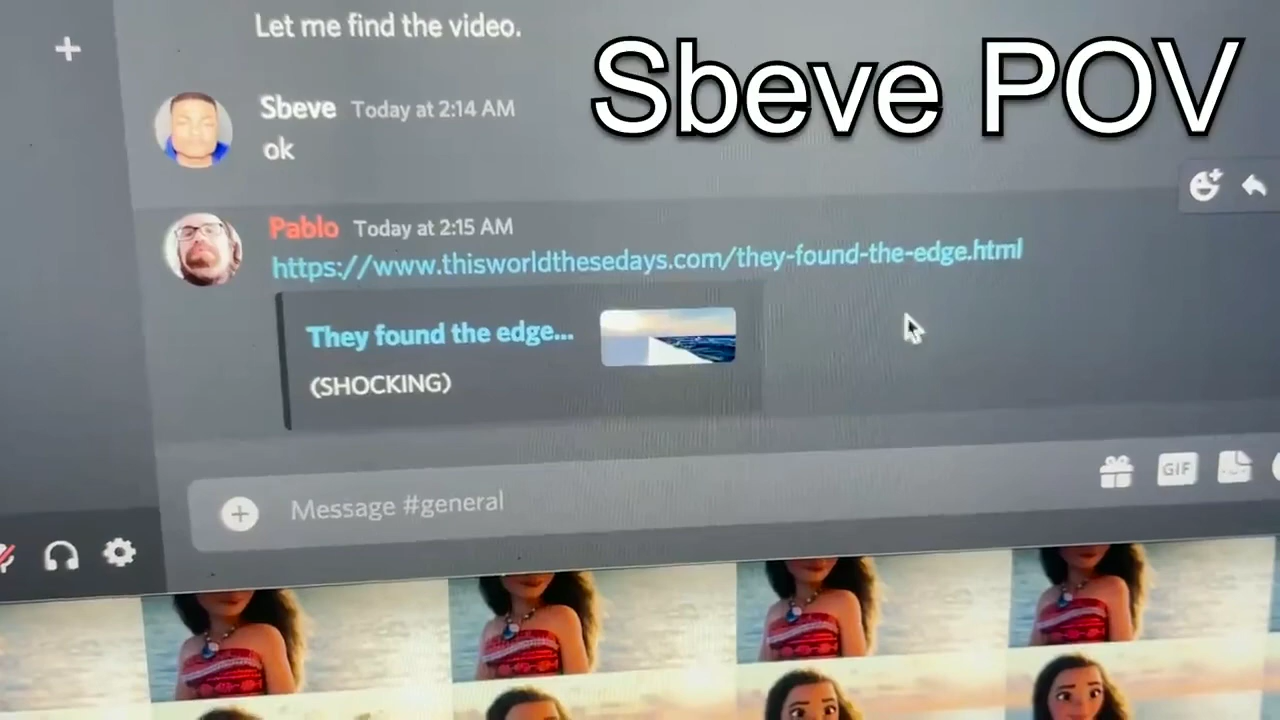 Let me find the video.
Sbeve POV
Sbeve Today at 2:14 AM
ok
Pablo Today at 2:15 AM
https://www.thisworldthesedays.com/they-found-the-edge.html
They found the edge...
(SHOCKING)
Message #general
GIF